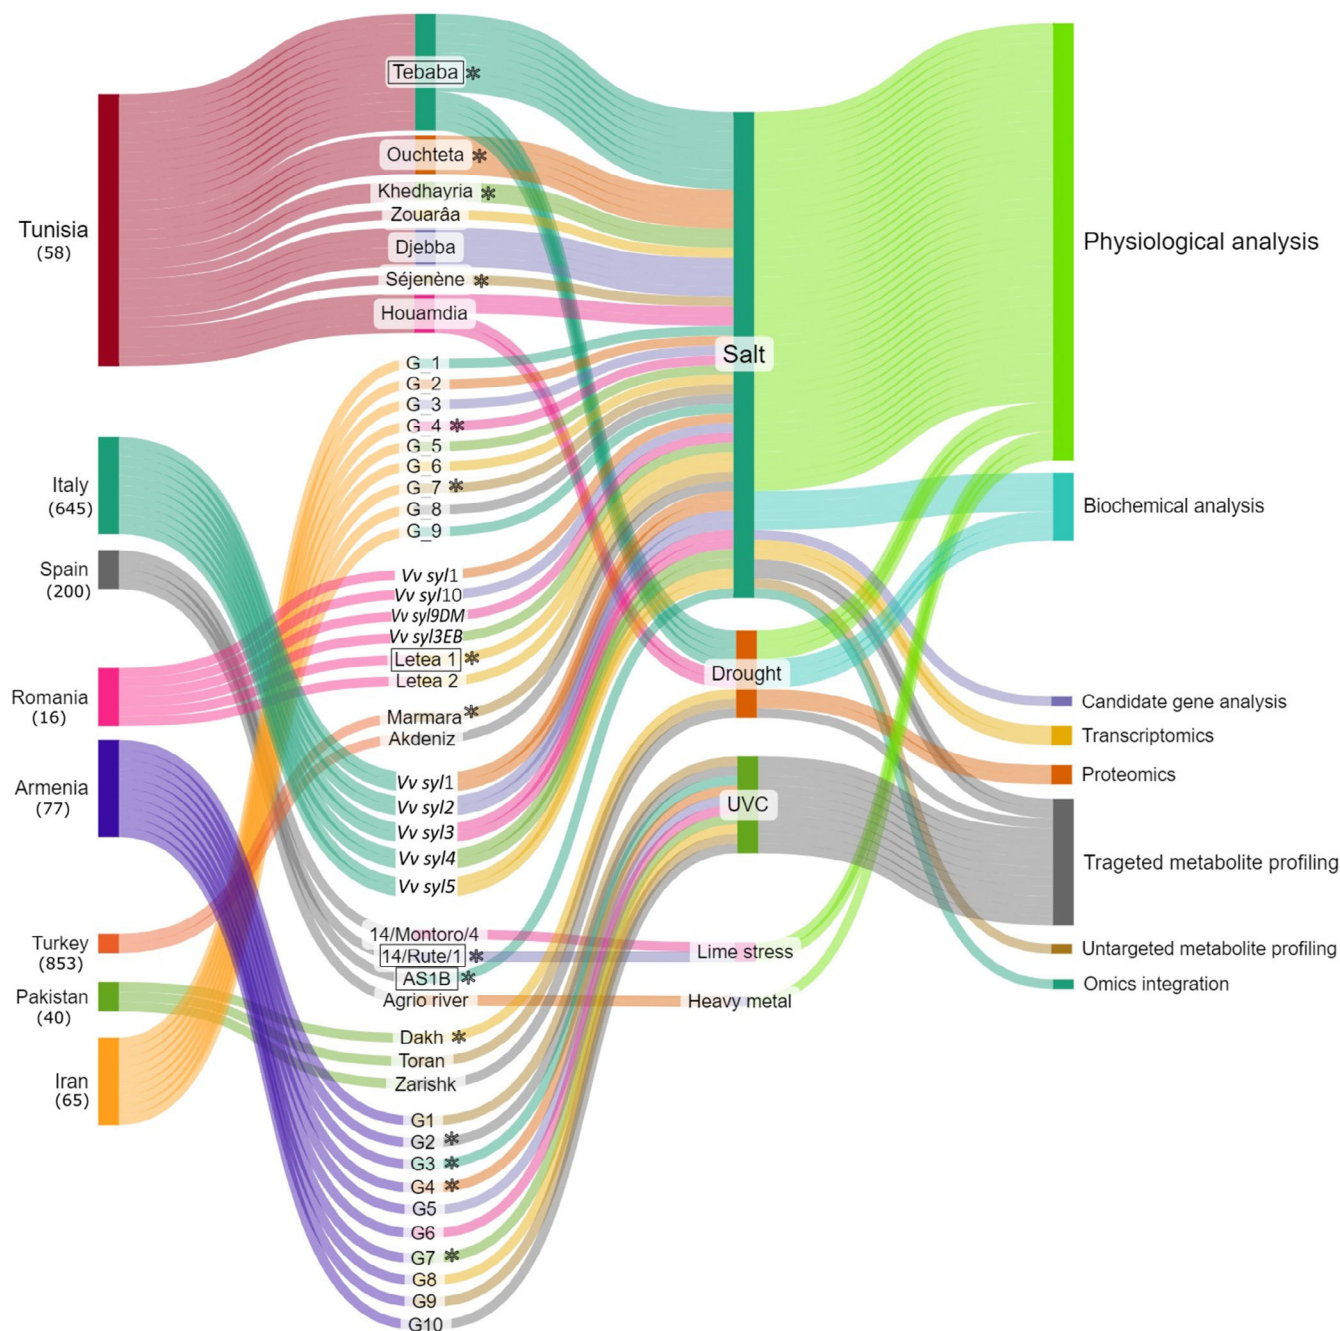 Tunisia
(58)
Italy
(645)
Spain
(200)
Romania
(16)
Armenia
(77)
Turkey
(853)
Pakistan
(40)
Iran
(65)
Tebaba *
Ouchteta *
Khedhayria *
Zouarâa
Djebba
Séjenène *
Houamdia
G_1
G_2
G_3
G_4 *
G_5
G_6
G_7 *
G_8
G_9
Vv syl1
Vv syl10
Vv syl9DM
Vv syl3EB
Letea 1 *
Letea 2
Marmara *
Akdeniz
Vv syl1
Vv syl2
Vv syl3
Vv syl4
Vv syl5
14/Montoro/4
14/Rute/1 *
AS1B *
Agrio river
Dakh *
Toran
Zarishk
G1
G2 *
G3 *
G4 *
G5
G6
G7 *
G8
G9
G10
Salt
Drought
UVC
Lime stress
Heavy metal
Physiological analysis
Biochemical analysis
Candidate gene analysis
Transcriptomics
Proteomics
Trageted metabolite profiling
Untargeted metabolite profiling
Omics integration